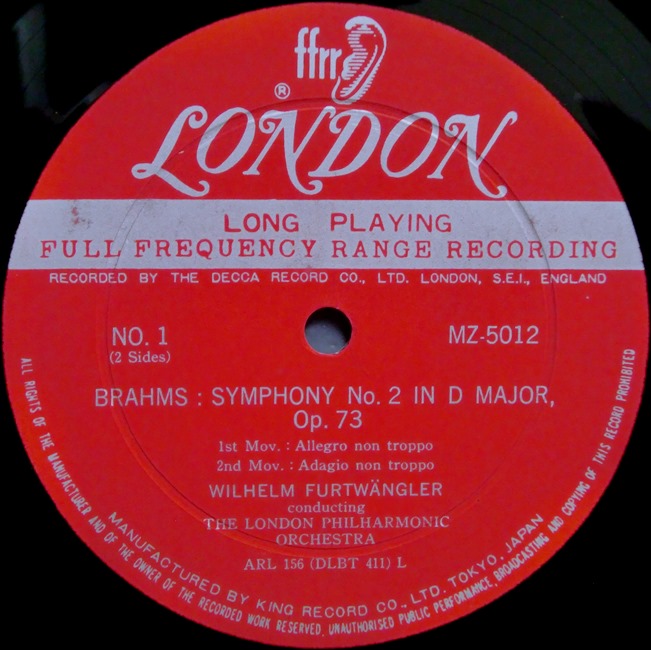 ffrr
®
LONDON
LONG PLAYING
FULL FREQUENCY RANGE RECORDING
RECORDED BY THE DECCA RECORD CO., LTD. LONDON, S.E.I., ENGLAND
NO. 1
(2 Sides)
MZ-5012
BRAHMS : SYMPHONY No. 2 IN D MAJOR,
Op. 73
1st Mov. : Allegro non troppo
2nd Mov. : Adagio non troppo
WILHELM FURTWÄNGLER
conducting
THE LONDON PHILHARMONIC
ORCHESTRA
ARL 156 (DLBT 411) L
MANUFACTURED BY KING RECORD CO., LTD. TOKYO, JAPAN
ALL RIGHTS OF THE MANUFACTURER AND OF THE OWNER OF THE RECORDED WORK RESERVED, UNAUTHORISED PUBLIC PERFORMANCE, BROADCASTING AND COPYING OF THIS RECORD PROHIBITED